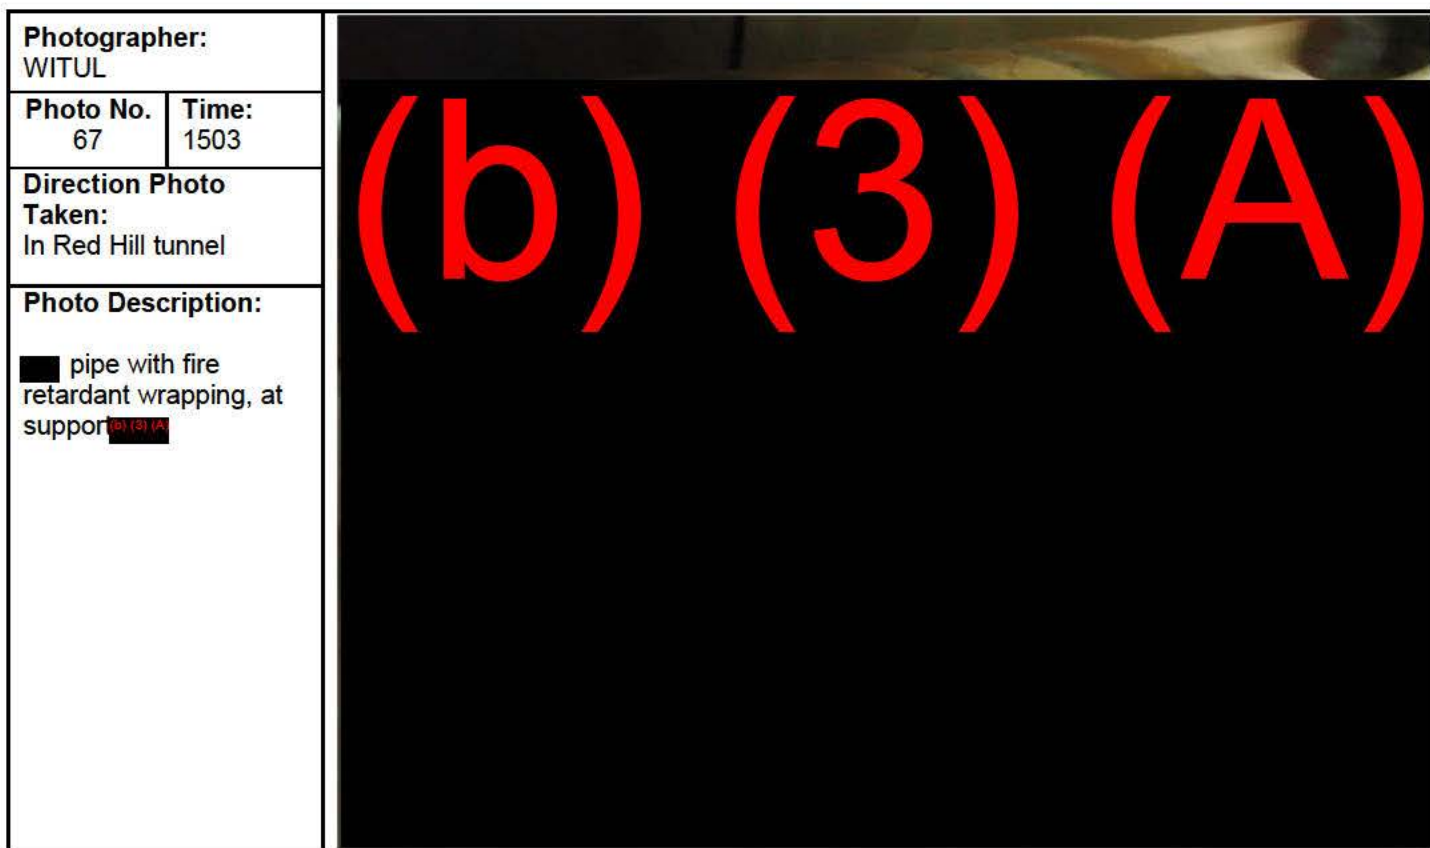 Photographer:
WITUL
Photo No.
67
Time:
1503
Direction Photo
Taken:
In Red Hill tunnel
Photo Description:
pipe with fire
retardant wrapping, at
support (b) (3) (A)
(b) (3) (A)